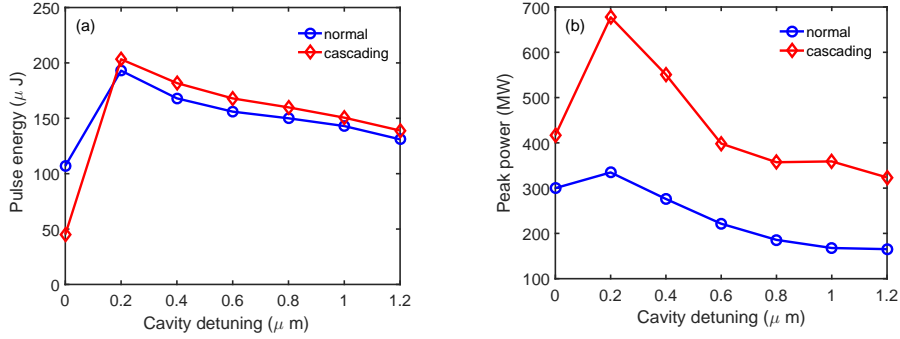 (a)
normal
cascading
250
200
150
100
50
0
Pulse energy (μ J)
0 0.2 0.4 0.6 0.8 1 1.2
Cavity detuning (μ m)
(b)
normal
cascading
700
600
500
400
300
200
100
Peak power (MW)
0 0.2 0.4 0.6 0.8 1 1.2
Cavity detuning (μ m)